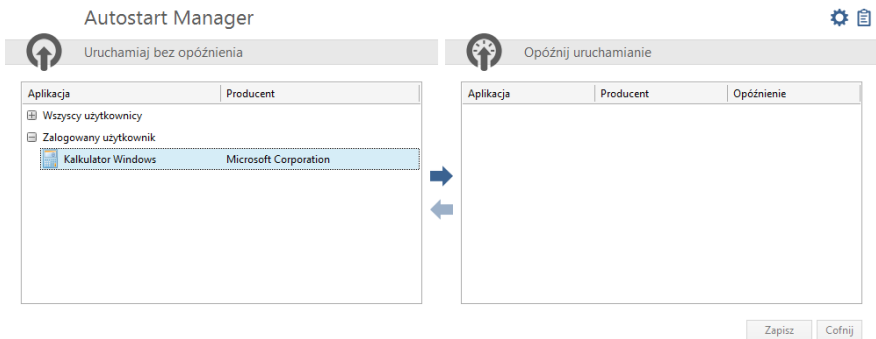 Autostart Manager
Uruchamiaj bez opóźnienia
Opóźnij uruchamianie
Aplikacja Producent
Aplikacja Producent Opóźnienie
Wszyscy użytkownicy
Zalogowany użytkownik
Kalkulator Windows Microsoft Corporation
Zapisz Cofnij